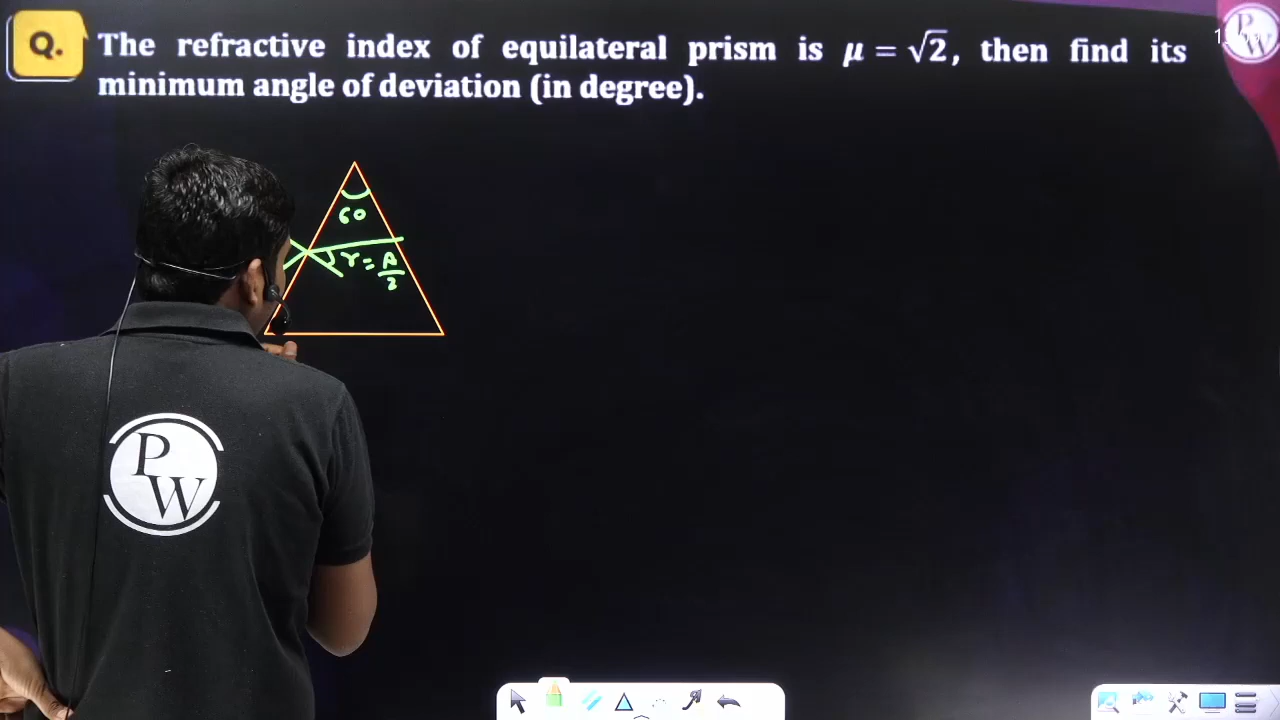 Q.
The refractive index of equilateral prism is μ = √2, then find its
minimum angle of deviation (in degree).
60
r = A/2
P
W
P
W